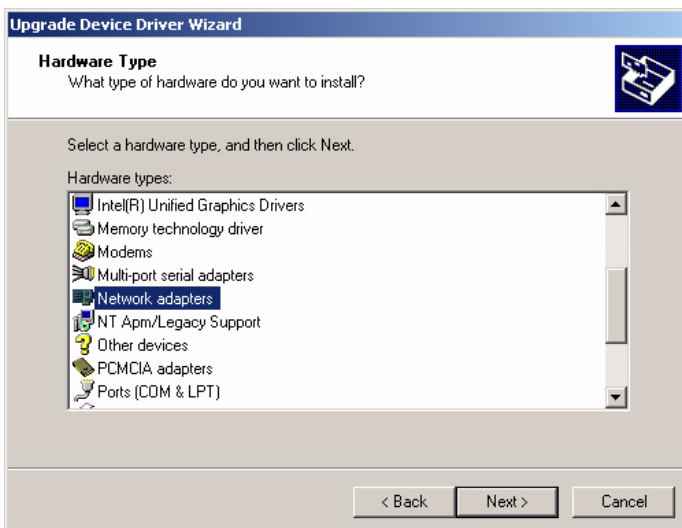 Upgrade Device Driver Wizard
Hardware Type
What type of hardware do you want to install?
Select a hardware type, and then click Next.
Hardware types:
Intel(R) Unified Graphics Drivers
Memory technology driver
Modems
Multi-port serial adapters
Network adapters
NT Apm/Legacy Support
Other devices
PCMCIA adapters
Ports (COM & LPT)
< Back Next > Cancel